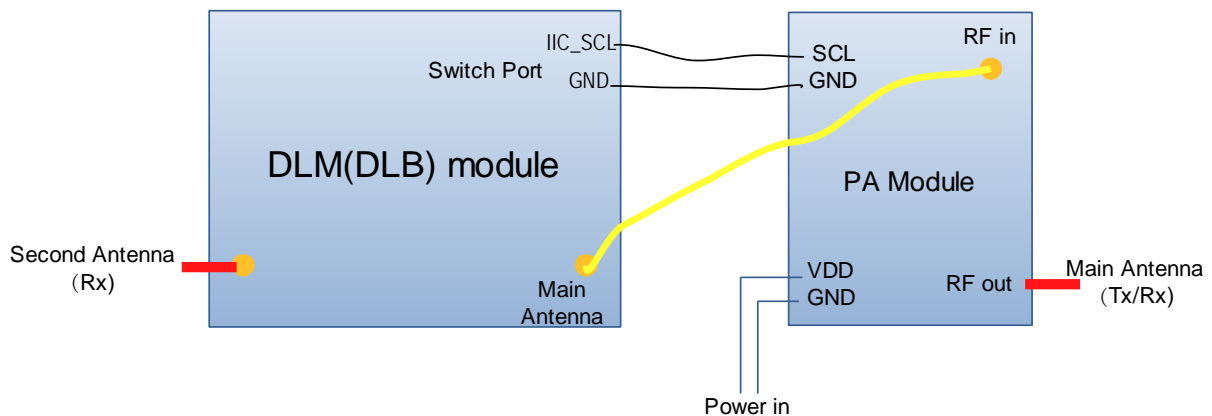 IIC_SCL
Switch Port
GND
DLM(DLB) module
Second Antenna
（Rx）
Main
Antenna
RF in
SCL
GND
PA Module
VDD
GND
RF out
Main Antenna
（Tx/Rx）
Power in